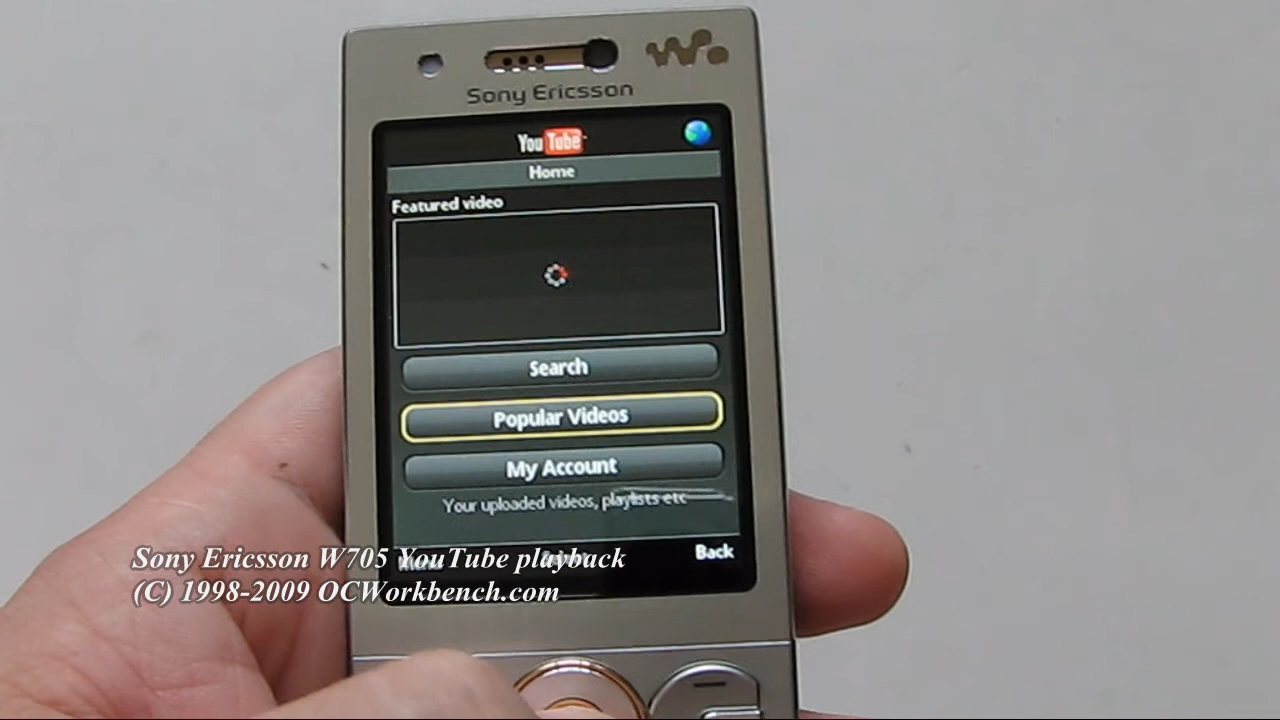 Sony Ericsson
YouTube
Home
Featured video
Search
Popular Videos
My Account
Your uploaded videos, playlists etc
Back
Sony Ericsson W705 YouTube playback
(C) 1998-2009 OCWorkbench.com